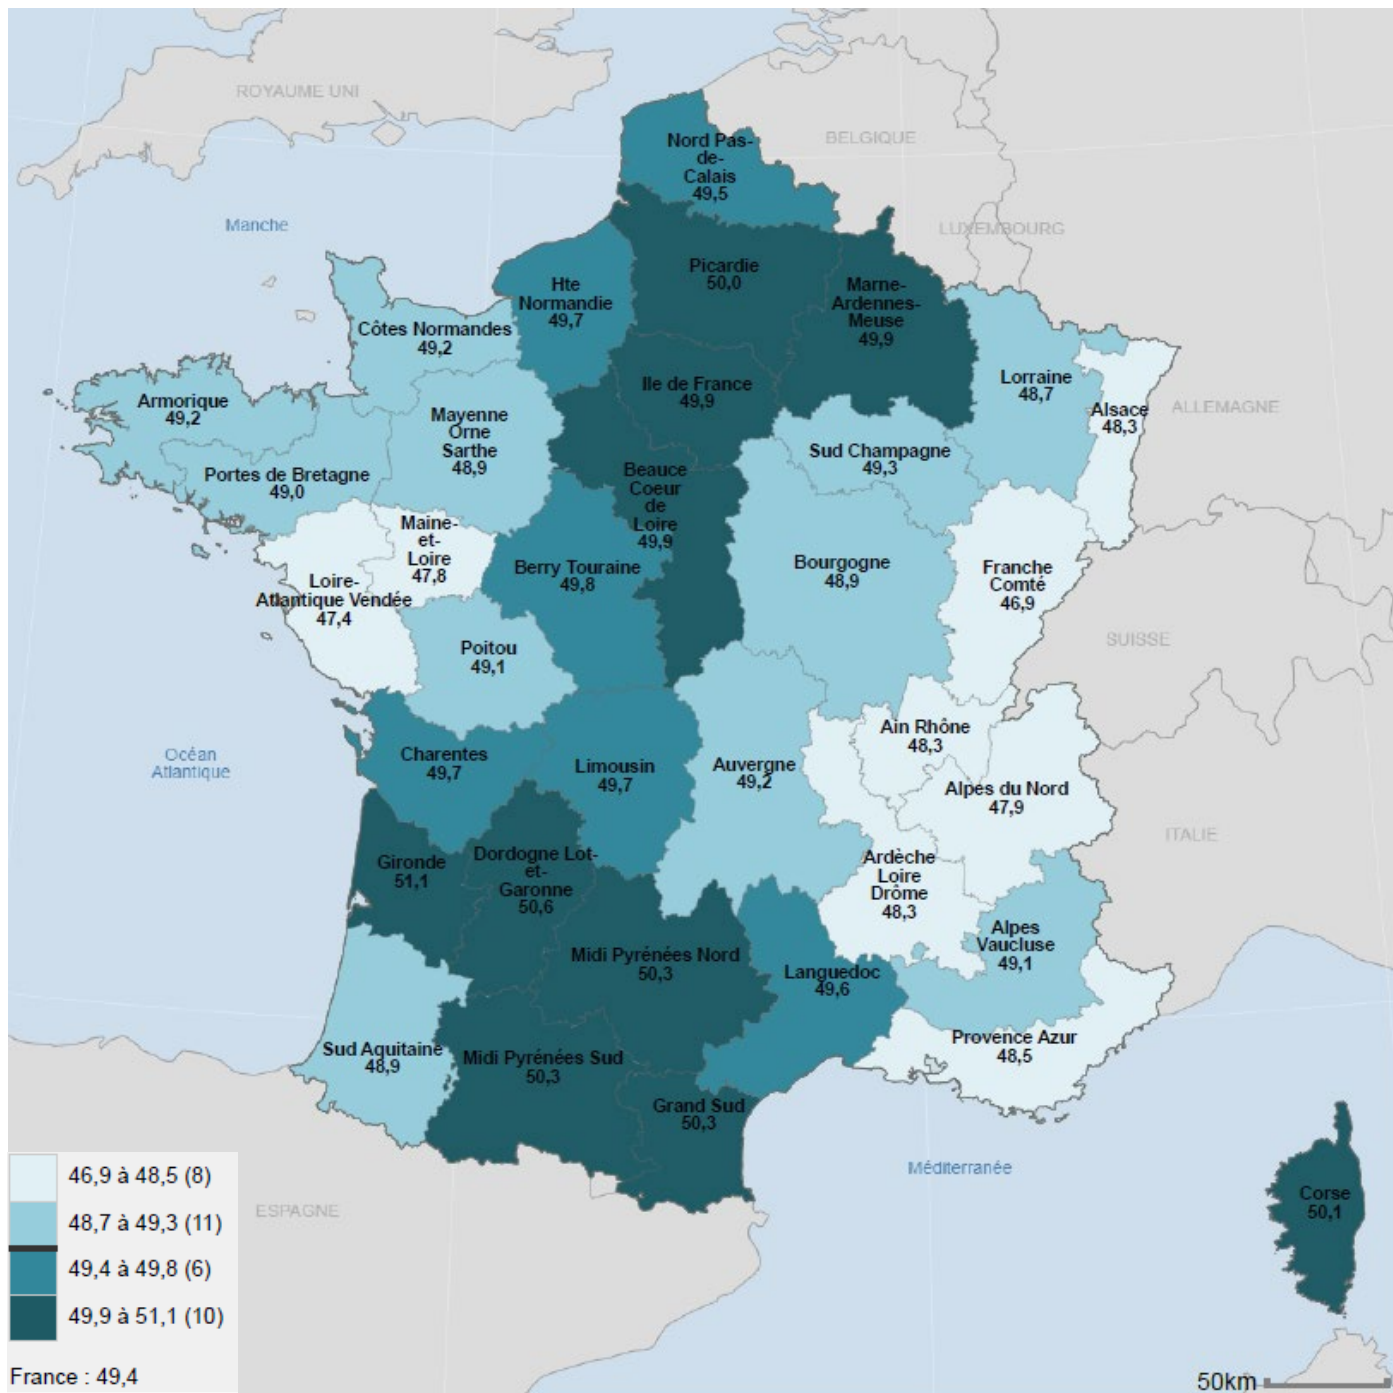 ROYAUME UNI
BELGIQUE
LUXEMBOURG
ALLEMAGNE
SUISSE
ITALIE
ESPAGNE
Manche
Océan
Atlantique
Méditerranée
Nord Pas-
de-
Calais
49,5
Picardie
50,0
Hte
Normandie
49,7
Marne-
Ardennes-
Meuse
49,9
Côtes Normandes
49,2
Ile de France
49,9
Lorraine
48,7
Alsace
48,3
Armorique
49,2
Mayenne
Orne
Sarthe
48,9
Portes de Bretagne
49,0
Sud Champagne
49,3
Beauce
Coeur
de
Loire
49,9
Maine-
et-
Loire
47,8
Berry Touraine
49,8
Bourgogne
48,9
Franche
Comté
46,9
Loire-
Atlantique Vendée
47,4
Poitou
49,1
Charentes
49,7
Limousin
49,7
Auvergne
49,2
Ain Rhône
48,3
Alpes du Nord
47,9
Gironde
51,1
Dordogne Lot-
et-
Garonne
50,6
Ardèche
Loire
Drôme
48,3
Midi Pyrénées Nord
50,3
Languedoc
49,6
Alpes
Vaucluse
49,1
Sud Aquitaine
48,9
Midi Pyrénées Sud
50,3
Provence Azur
48,5
Grand Sud
50,3
Corse
50,1
46,9 à 48,5 (8)
48,7 à 49,3 (11)
49,4 à 49,8 (6)
49,9 à 51,1 (10)
France : 49,4
50km